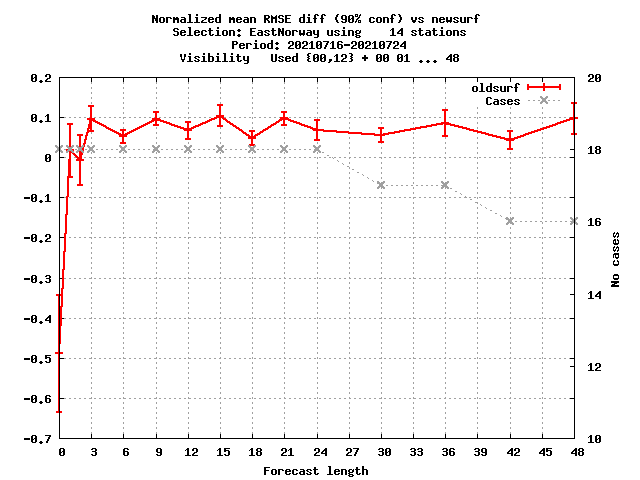 Normalized mean RMSE diff (90% conf) vs newsurf
Selection: EastNorway using    14 stations
Period: 20210716-20210724
Visibility   Used {00,12} + 00 01 ... 48
oldsurf
Cases
0.2
0.1
0
-0.1
-0.2
-0.3
-0.4
-0.5
-0.6
-0.7
20
18
16
14
12
10
No cases
0 3 6 9 12 15 18 21 24 27 30 33 36 39 42 45 48
Forecast length